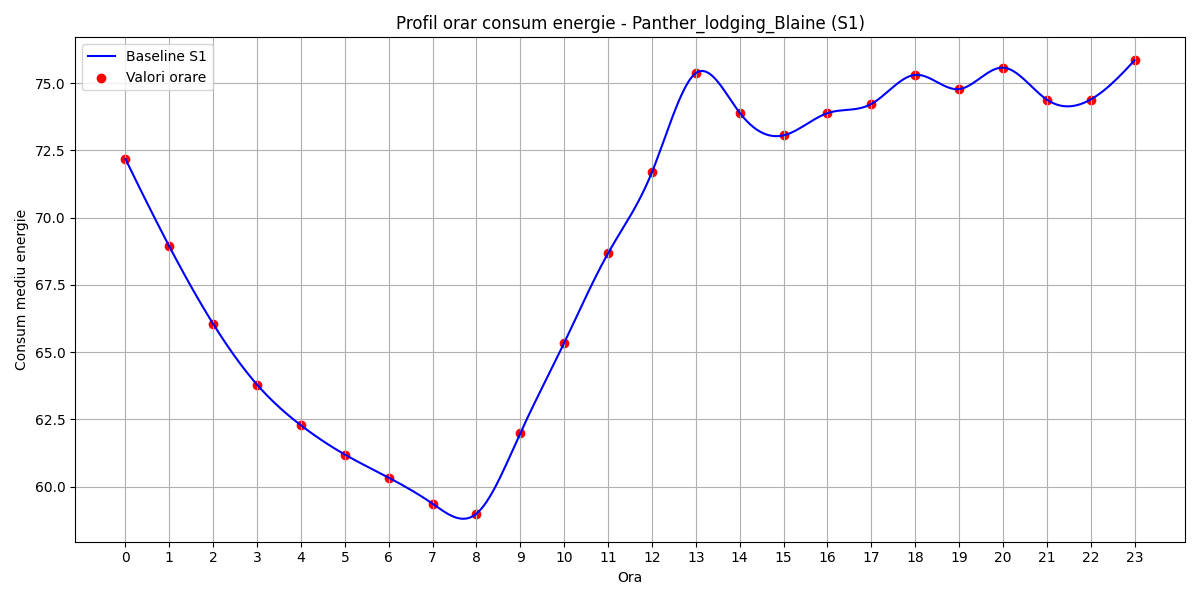 Profil orar consum energie - Panther_lodging_Blaine (S1)
Baseline S1
Valori orare
Consum mediu energie
75.0
72.5
70.0
67.5
65.0
62.5
60.0
0 1 2 3 4 5 6 7 8 9 10 11 12 13 14 15 16 17 18 19 20 21 22 23
Ora